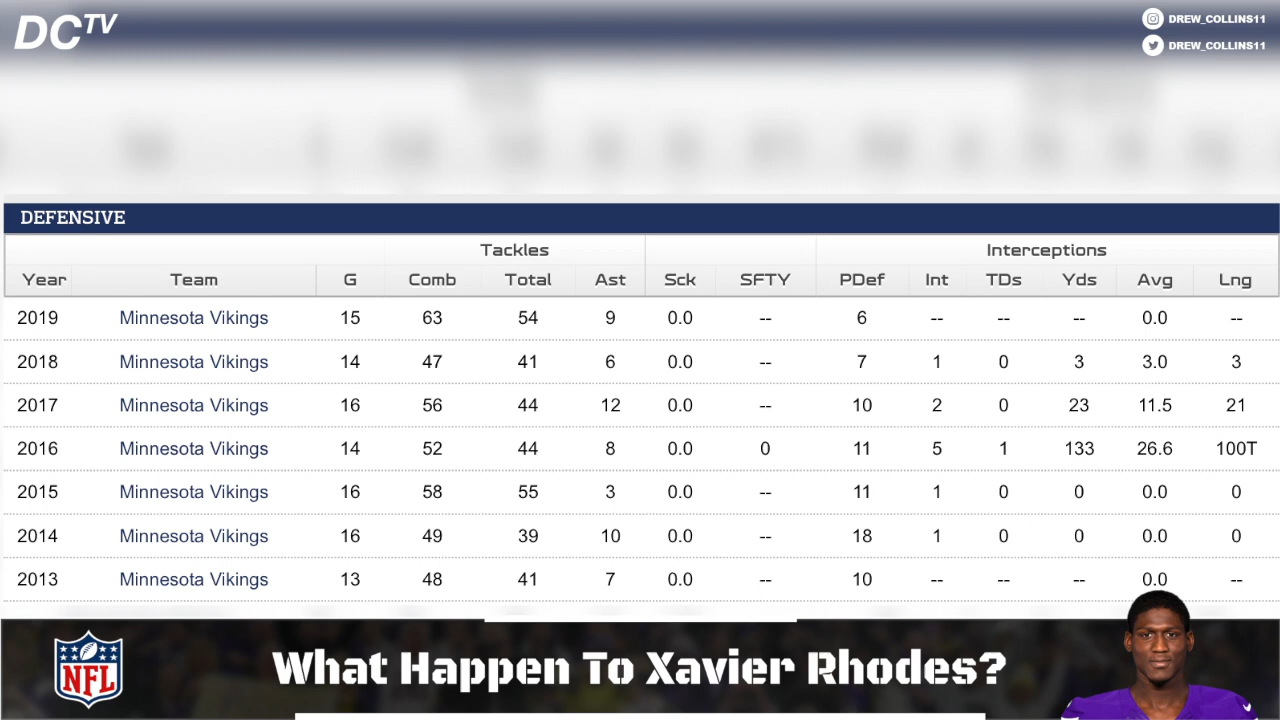 DCTV
DREW_COLLINS11
DREW_COLLINS11
DEFENSIVE
Tackles Interceptions
Year Team G Comb Total Ast Sck SFTY PDef Int TDs Yds Avg Lng
2019 Minnesota Vikings 15 63 54 9 0.0 -- 6 -- -- -- 0.0 --
2018 Minnesota Vikings 14 47 41 6 0.0 -- 7 1 0 3 3.0 3
2017 Minnesota Vikings 16 56 44 12 0.0 -- 10 2 0 23 11.5 21
2016 Minnesota Vikings 14 52 44 8 0.0 0 11 5 1 133 26.6 100T
2015 Minnesota Vikings 16 58 55 3 0.0 -- 11 1 0 0 0.0 0
2014 Minnesota Vikings 16 49 39 10 0.0 -- 18 1 0 0 0.0 0
2013 Minnesota Vikings 13 48 41 7 0.0 -- 10 -- -- -- 0.0 --
NFL
What Happen To Xavier Rhodes?